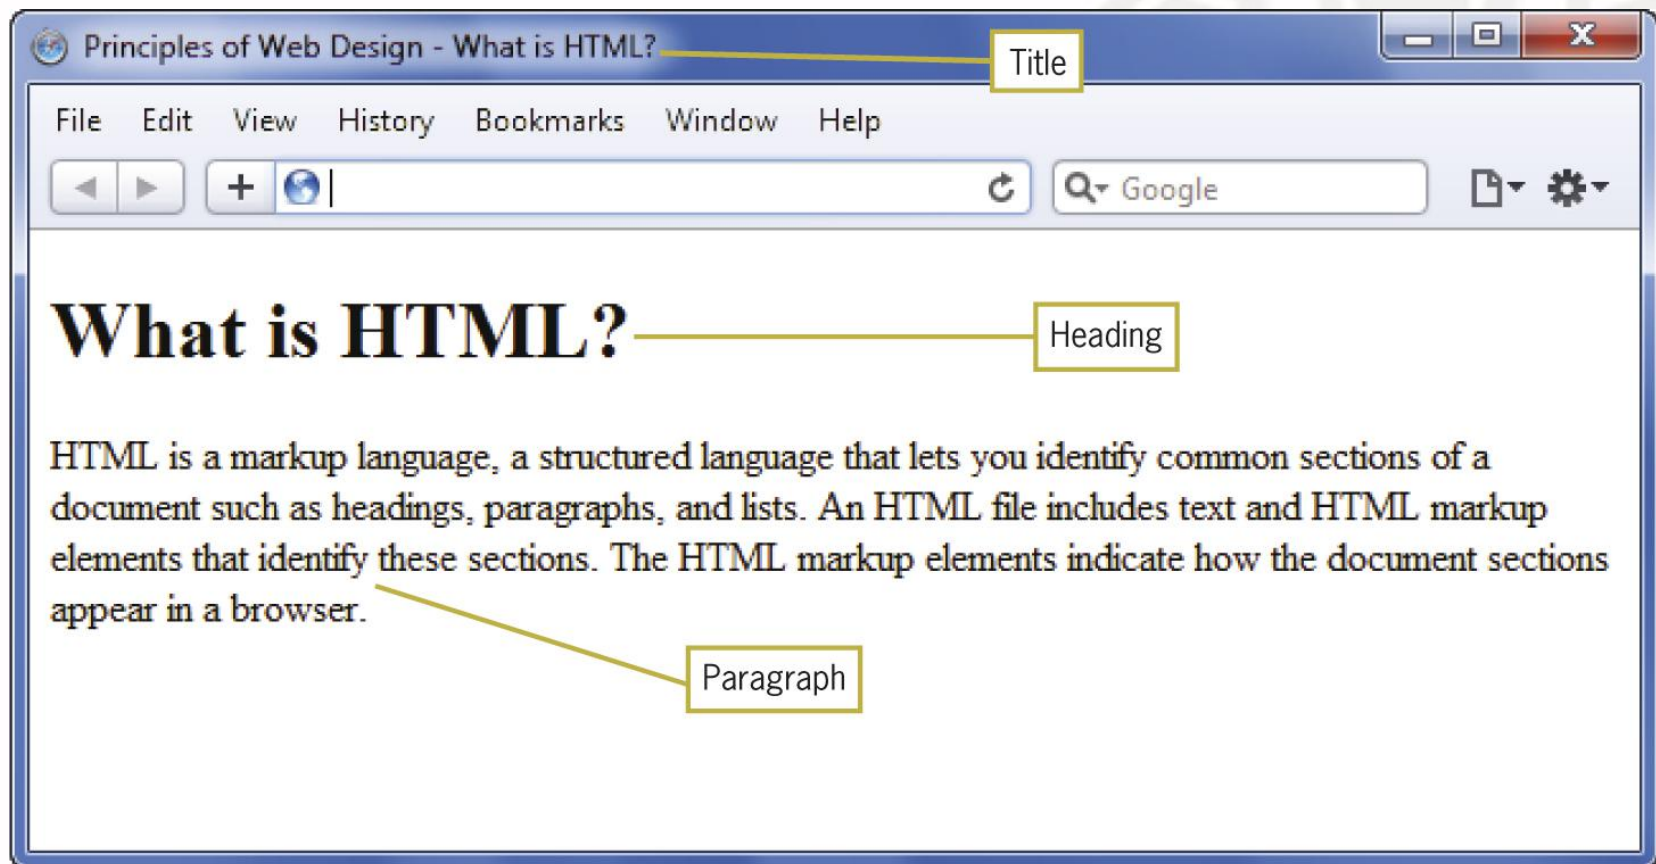 Principles of Web Design - What is HTML?
Title
File Edit View History Bookmarks Window Help
Google
What is HTML?
Heading
HTML is a markup language, a structured language that lets you identify common sections of a
document such as headings, paragraphs, and lists. An HTML file includes text and HTML markup
elements that identify these sections. The HTML markup elements indicate how the document sections
appear in a browser.
Paragraph